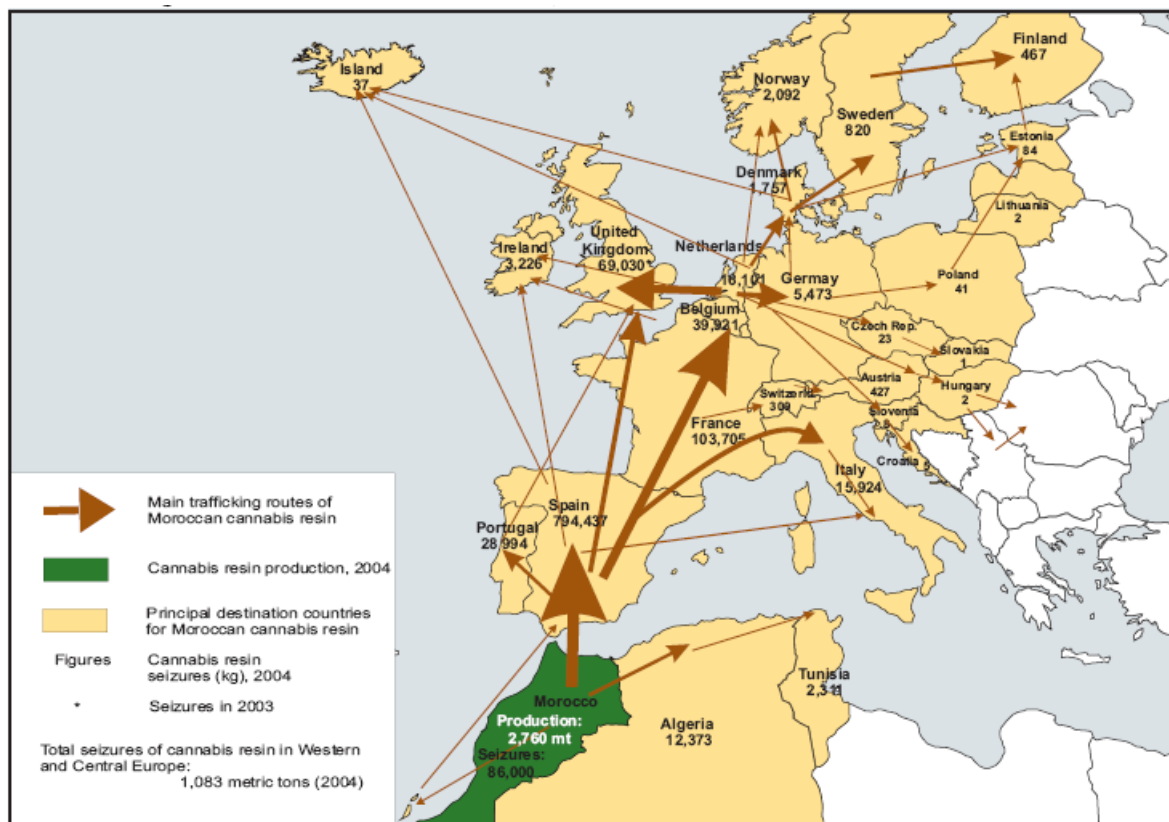 Island
37
Norway
2,092
Finland
467
Sweden
820
Estonia
84
Denmark
1,757
Lithuania
2
United
Kingdom
69,030*
Ireland
3,226
Netherlands
Germay
5,473
Poland
41
Belgium
39,921
Czech Rep.
23
Slovakia
1
Austria
427
Hungary
2
Switzerld.
309
Slovenia
France
103,705
Croatia
Italy
15,924
Spain
794,437
Portugal
28,994
Morocco
Production:
2,760 mt
Seizures:
86,000
Algeria
12,373
Tunisia
2,311
Main trafficking routes of
Moroccan cannabis resin
Cannabis resin production, 2004
Principal destination countries
for Moroccan cannabis resin
Figures Cannabis resin
seizures (kg), 2004
* Seizures in 2003
Total seizures of cannabis resin in Western
and Central Europe:
1,083 metric tons (2004)